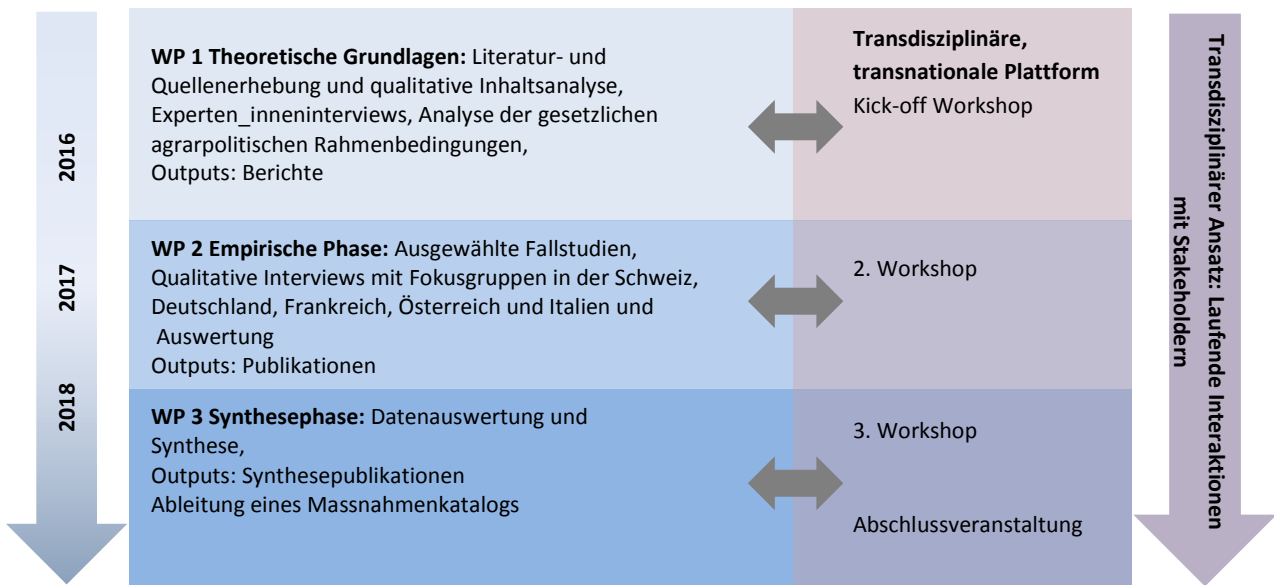 2016
WP 1 Theoretische Grundlagen: Literatur- und
Quellenerhebung und qualitative Inhaltsanalyse,
Experten_inneninterviews, Analyse der gesetzlichen
agrarpolitischen Rahmenbedingungen,
Outputs: Berichte
Transdisziplinäre,
transnationale Plattform
Kick-off Workshop
2017
WP 2 Empirische Phase: Ausgewählte Fallstudien,
Qualitative Interviews mit Fokusgruppen in der Schweiz,
Deutschland, Frankreich, Österreich und Italien und
Auswertung
Outputs: Publikationen
2. Workshop
2018
WP 3 Synthesephase: Datenauswertung und
Synthese,
Outputs: Synthesepublikationen
Ableitung eines Massnahmenkatalogs
3. Workshop
Abschlussveranstaltung
Transdisziplinärer Ansatz: Laufende Interaktionen
mit Stakeholdern